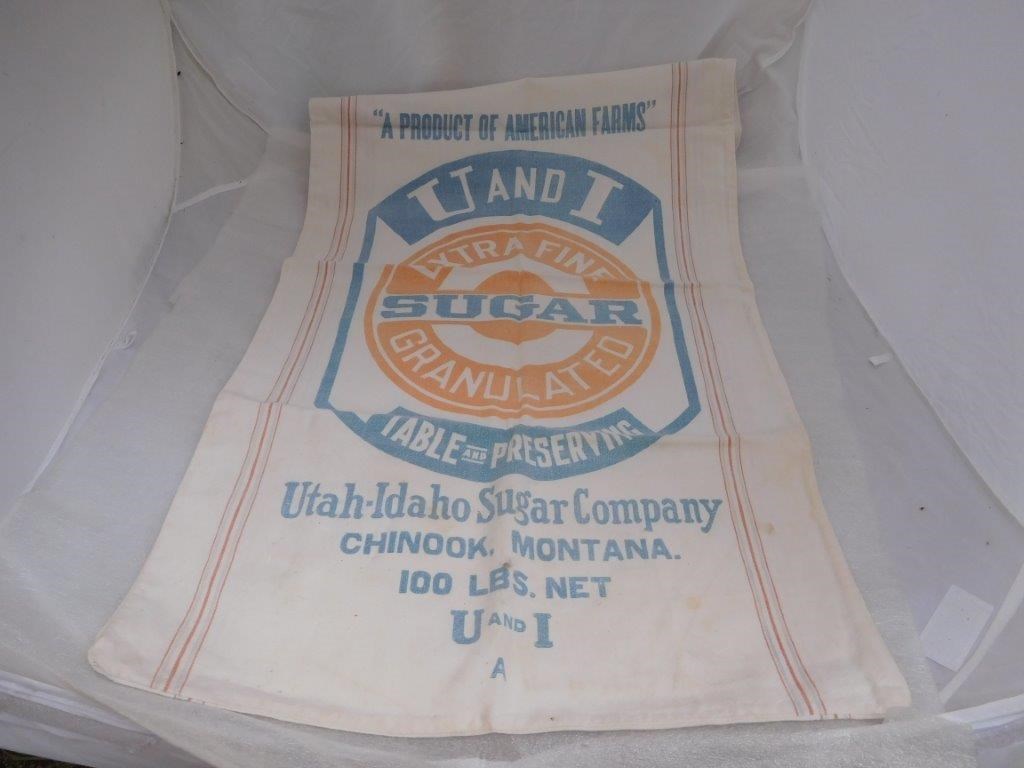 "A PRODUCT OF AMERICAN FARMS"
U AND I
EXTRA FINE
SUGAR
GRANULATED
TABLE AND PRESERVING
Utah-Idaho Sugar Company
CHINOOK, MONTANA.
100 LBS. NET
U AND I
A